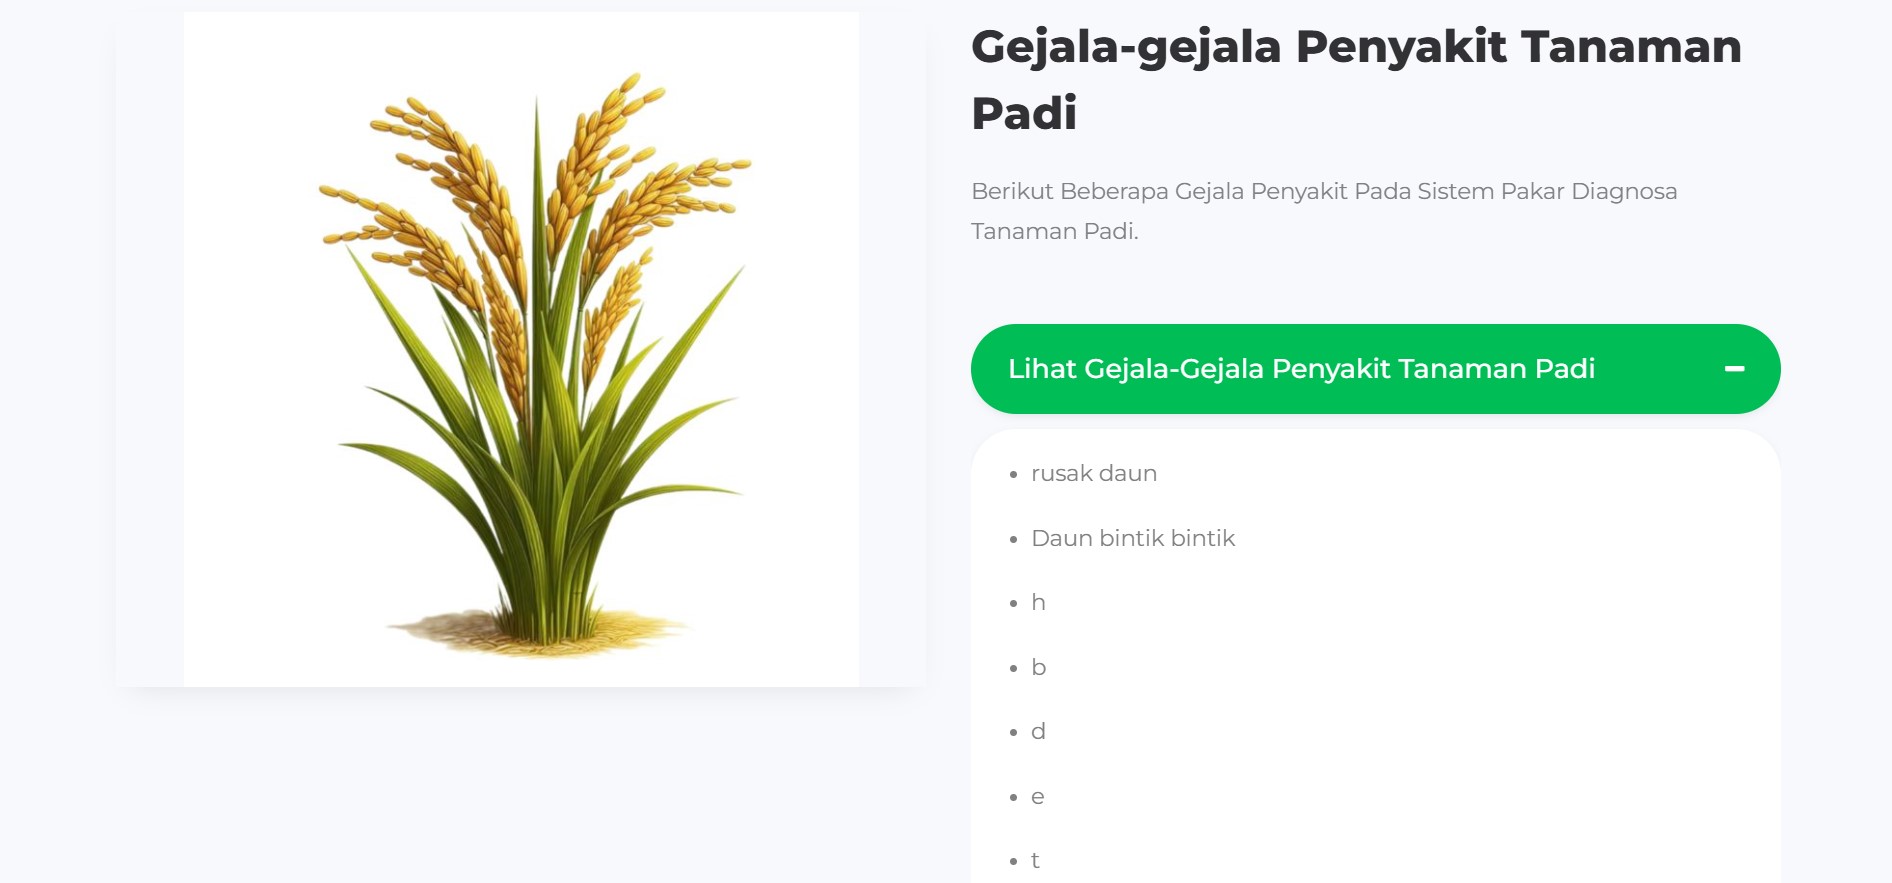 Gejala-gejala Penyakit Tanaman
Padi
Berikut Beberapa Gejala Penyakit Pada Sistem Pakar Diagnosa
Tanaman Padi.
Lihat Gejala-Gejala Penyakit Tanaman Padi
rusak daun
Daun bintik bintik
h
b
d
e
t